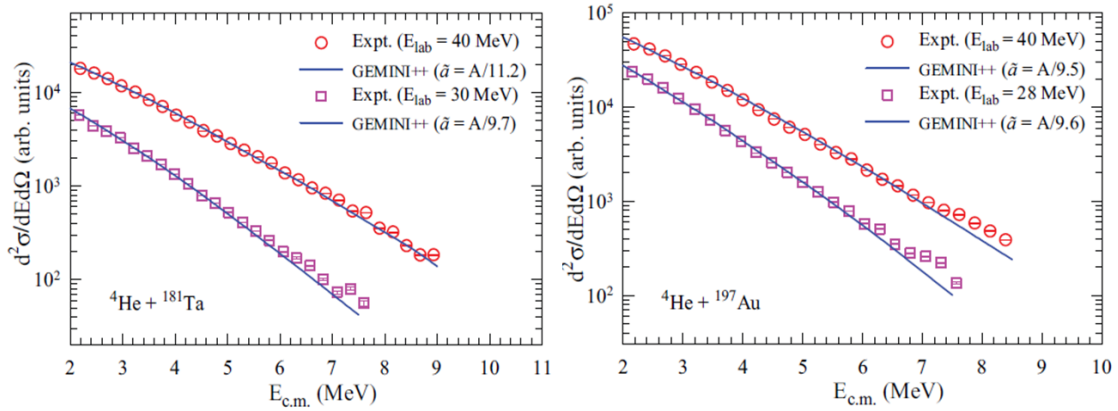 Expt. (E_lab = 40 MeV)
GEMINI++ (ã = A/11.2)
Expt. (E_lab = 30 MeV)
GEMINI++ (ã = A/9.7)
10^4
10^3
10^2
d^2σ/dEdΩ (arb. units)
^4He + ^181Ta
2 3 4 5 6 7 8 9 10 11
E_c.m. (MeV)
Expt. (E_lab = 40 MeV)
GEMINI++ (ã = A/9.5)
Expt. (E_lab = 28 MeV)
GEMINI++ (ã = A/9.6)
10^5
10^4
10^3
10^2
d^2σ/dEdΩ (arb. units)
^4He + ^197Au
2 3 4 5 6 7 8 9 10
E_c.m. (MeV)